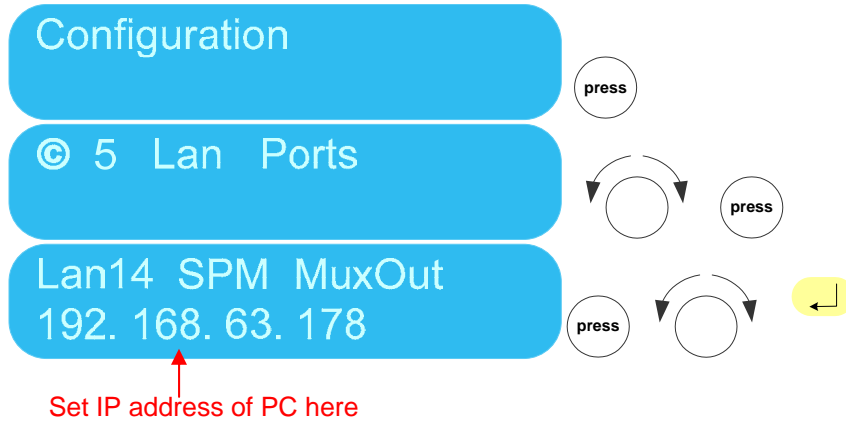 Configuration
press
© 5 Lan Ports
press
Lan14 SPM MuxOut
192. 168. 63. 178
press
Set IP address of PC here